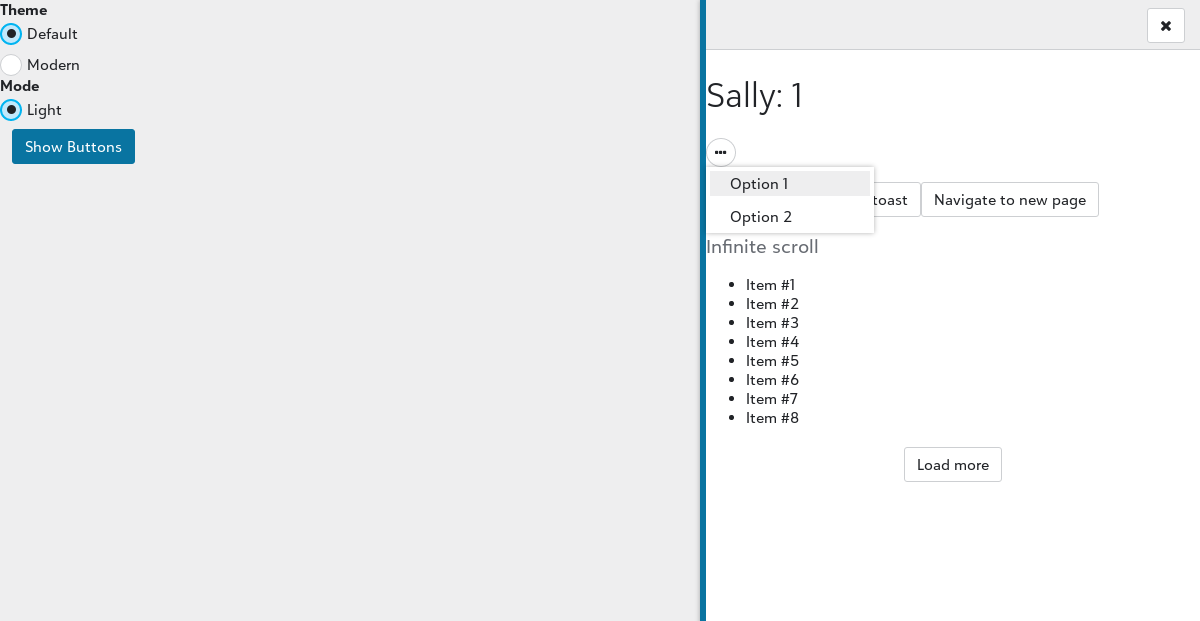 Theme
Default
Modern
Mode
Light
Show Buttons
Sally: 1
Option 1
Option 2
toast
Navigate to new page
Infinite scroll
Item #1
Item #2
Item #3
Item #4
Item #5
Item #6
Item #7
Item #8
Load more